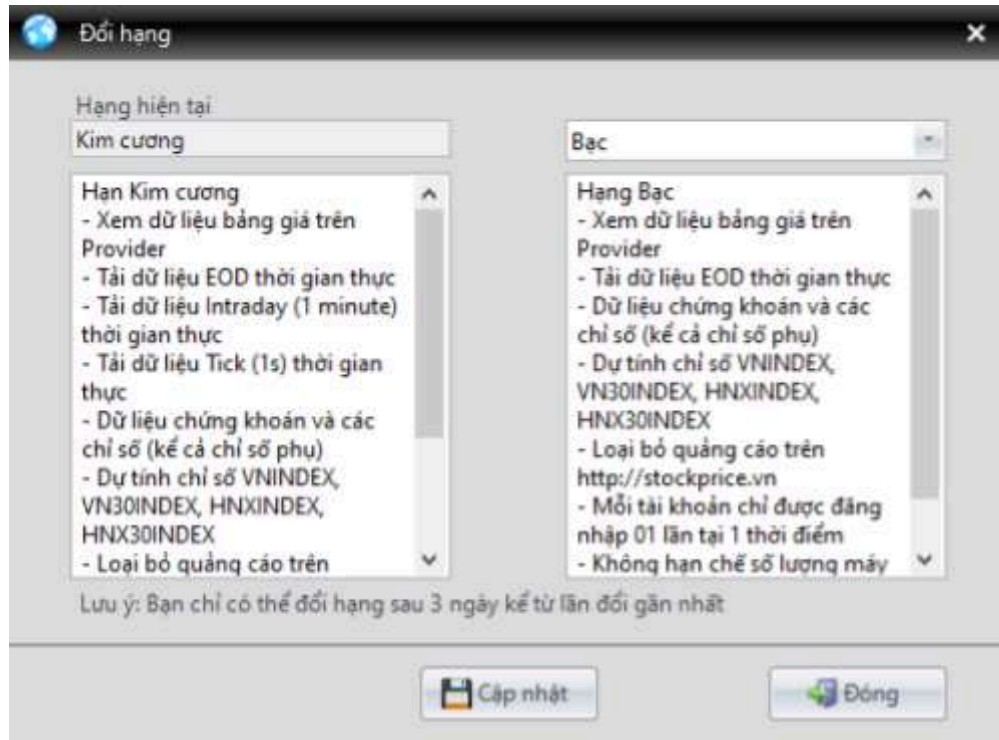 Đổi hạng
Hạng hiện tại
Kim cương
Hạn Kim cương
- Xem dữ liệu bảng giá trên
Provider
- Tải dữ liệu EOD thời gian thực
- Tải dữ liệu Intraday (1 minute)
thời gian thực
- Tải dữ liệu Tick (1s) thời gian
thực
- Dữ liệu chứng khoán và các
chỉ số (kể cả chỉ số phụ)
- Dự tính chỉ số VNINDEX,
VN30INDEX, HNXINDEX,
HNX30INDEX
- Loại bỏ quảng cáo trên
Bạc
Hạng Bạc
- Xem dữ liệu bảng giá trên
Provider
- Tải dữ liệu EOD thời gian thực
- Dữ liệu chứng khoán và các
chỉ số (kể cả chỉ số phụ)
- Dự tính chỉ số VNINDEX,
VN30INDEX, HNXINDEX,
HNX30INDEX
- Loại bỏ quảng cáo trên
http://stockprice.vn
- Mỗi tài khoản chỉ được đăng
nhập 01 lần tại 1 thời điểm
- Không hạn chế số lượng máy
Lưu ý: Bạn chỉ có thể đổi hạng sau 3 ngày kể từ lần đổi gần nhất
Cập nhật
Đóng